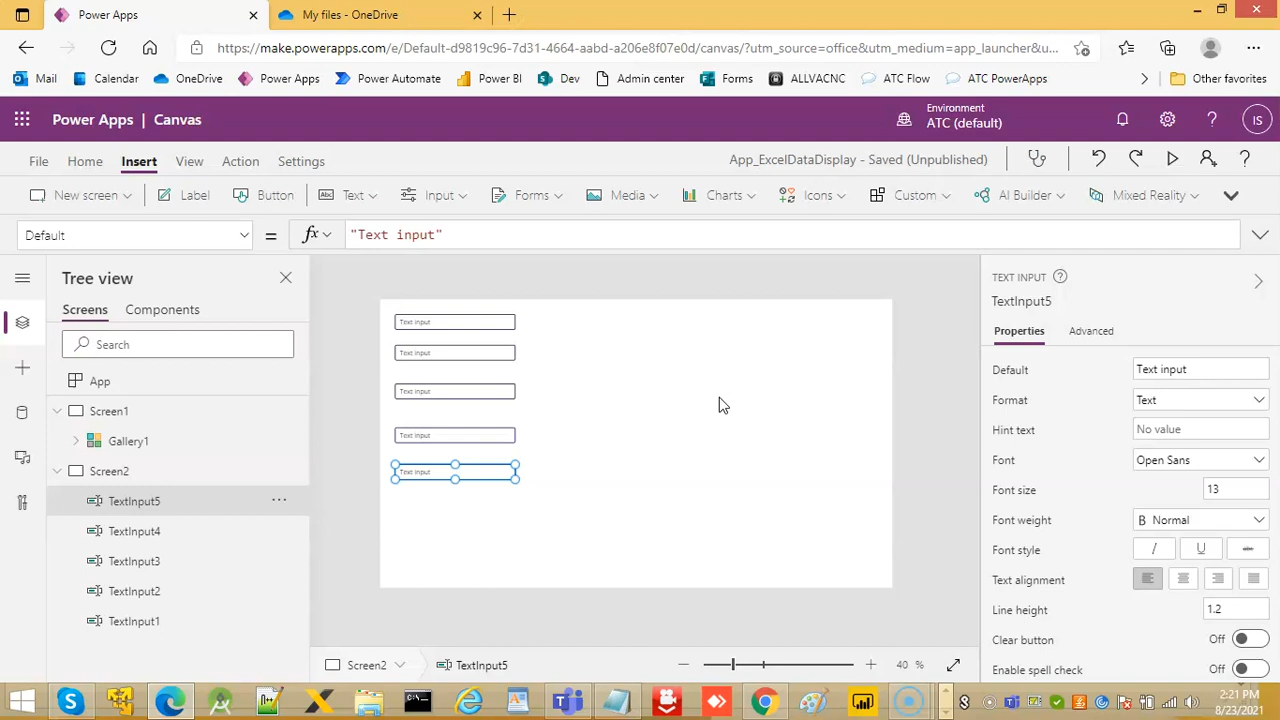 Power Apps
My files - OneDrive
https://make.powerapps.com/e/Default-d9819c96-7d31-4464-aabd-a206e8f07e0d/canvas/?utm_source=office&utm_medium=app_launcher&u...
Mail
Calendar
OneDrive
Power Apps
Power Automate
Power BI
Dev
Admin center
Forms
ALLVACNC
ATC Flow
ATC PowerApps
Other favorites
Power Apps | Canvas
Environment
ATC (default)
IS
File
Home
Insert
View
Action
Settings
App_ExcelDataDisplay - Saved (Unpublished)
New screen
Label
Button
Text
Input
Forms
Media
Charts
Icons
Custom
AI Builder
Mixed Reality
Default
=
fx
"Text input"
Tree view
Screens
Components
Search
App
Screen1
Gallery1
Screen2
TextInput5
TextInput4
TextInput3
TextInput2
TextInput1
Text input
Text input
Text input
Text input
Text input
Screen2
TextInput5
40 %
TEXT INPUT
TextInput5
Properties
Advanced
Default
Text input
Format
Text
Hint text
No value
Font
Open Sans
Font size
13
Font weight
B Normal
Font style
Text alignment
Line height
1.2
Clear button
Off
Enable spell check
Off
2:21 PM
8/23/2021